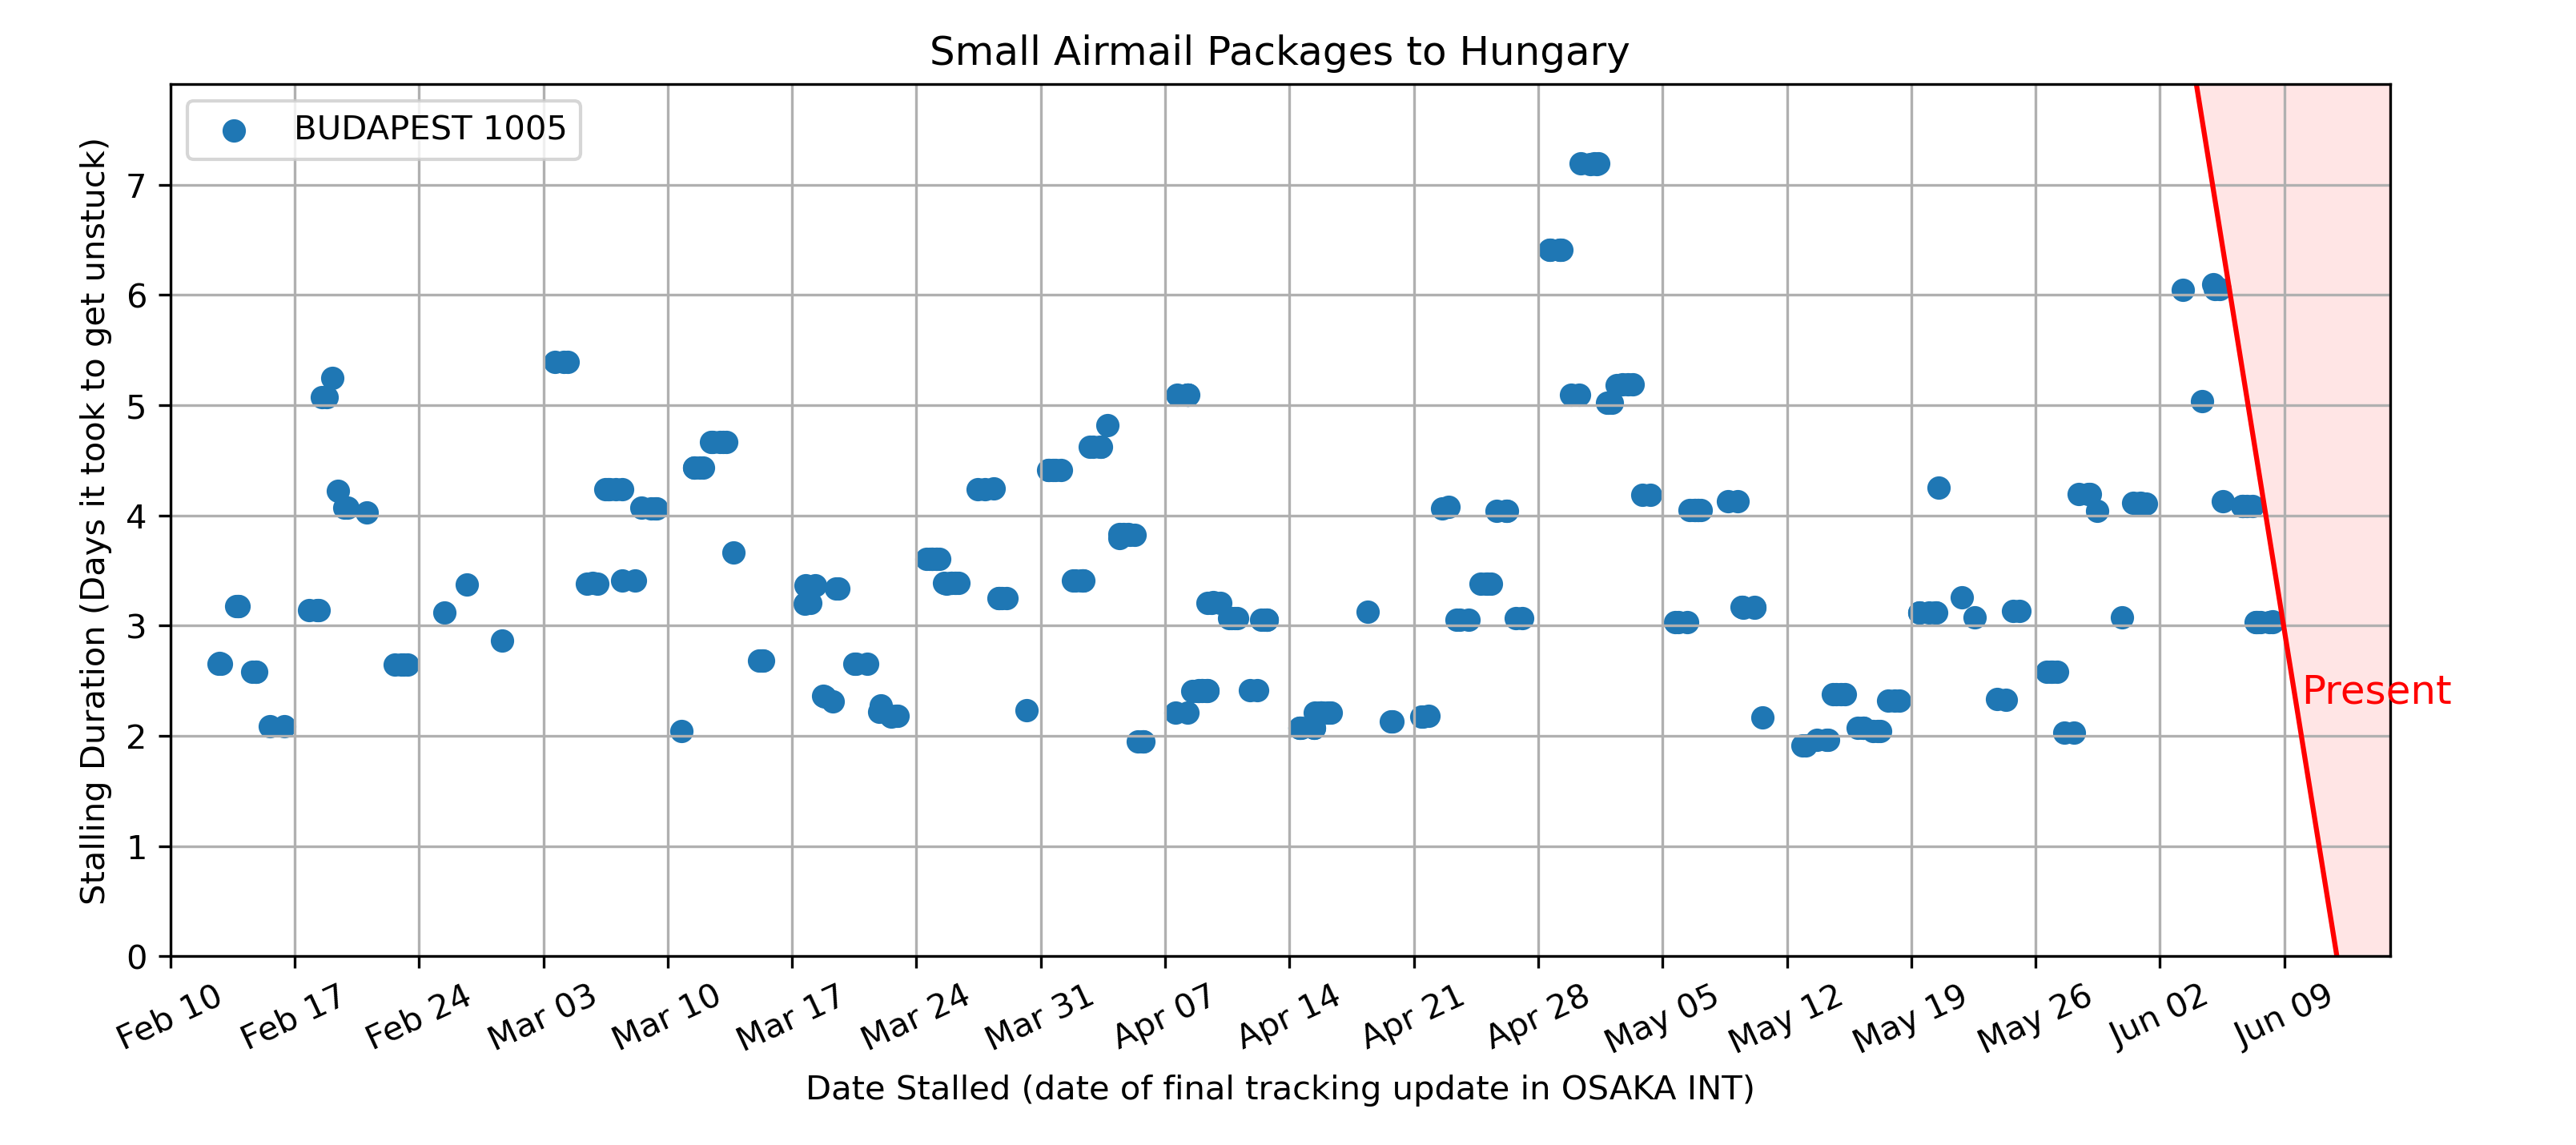 Small Airmail Packages to Hungary
BUDAPEST 1005
Stalling Duration (Days it took to get unstuck)
7
6
5
4
3
2
1
0
Present
Feb 10
Feb 17
Feb 24
Mar 03
Mar 10
Mar 17
Mar 24
Mar 31
Apr 07
Apr 14
Apr 21
Apr 28
May 05
May 12
May 19
May 26
Jun 02
Jun 09
Date Stalled (date of final tracking update in OSAKA INT)